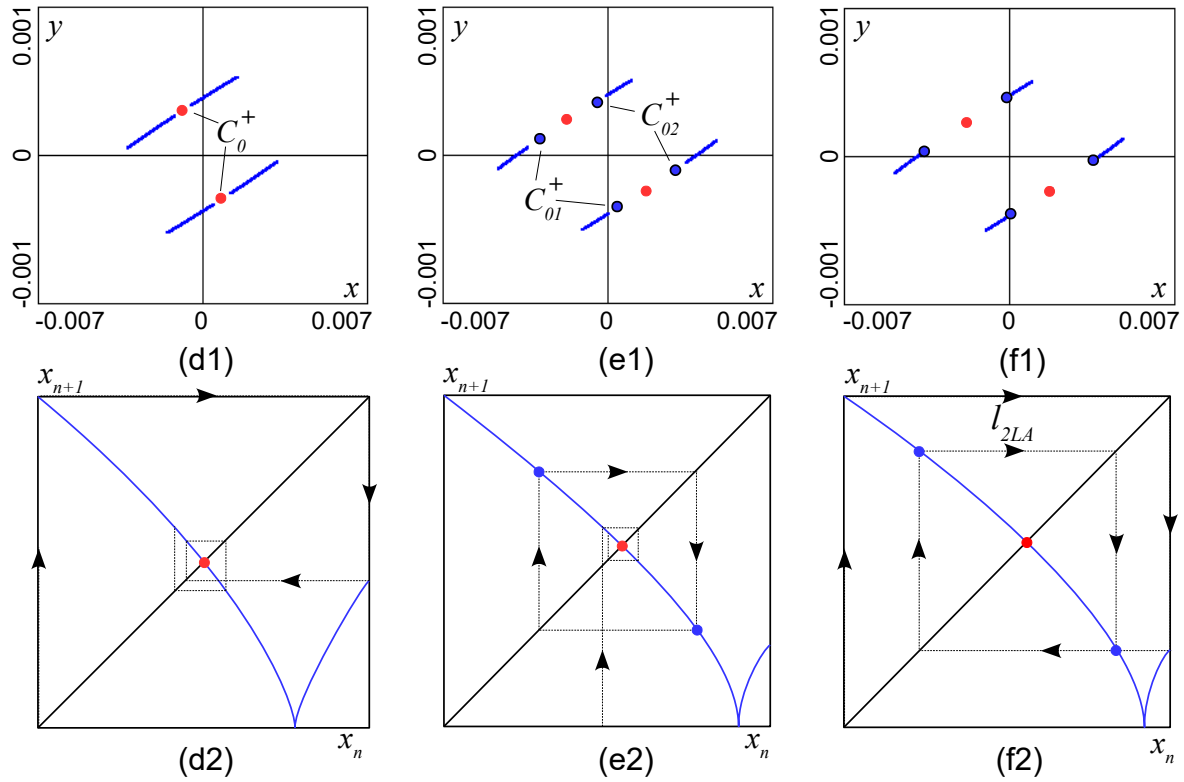 0.001
y
C₀⁺
0
-0.001
x
-0.007
0
0.007
(d1)
0.001
y
C₀₂⁺
0
C₀₁⁺
-0.001
x
-0.007
0
0.007
(e1)
0.001
y
0
-0.001
x
-0.007
0
0.007
(f1)
xₙ₊₁
xₙ
(d2)
xₙ₊₁
xₙ
(e2)
xₙ₊₁
l_{2LA}
xₙ
(f2)